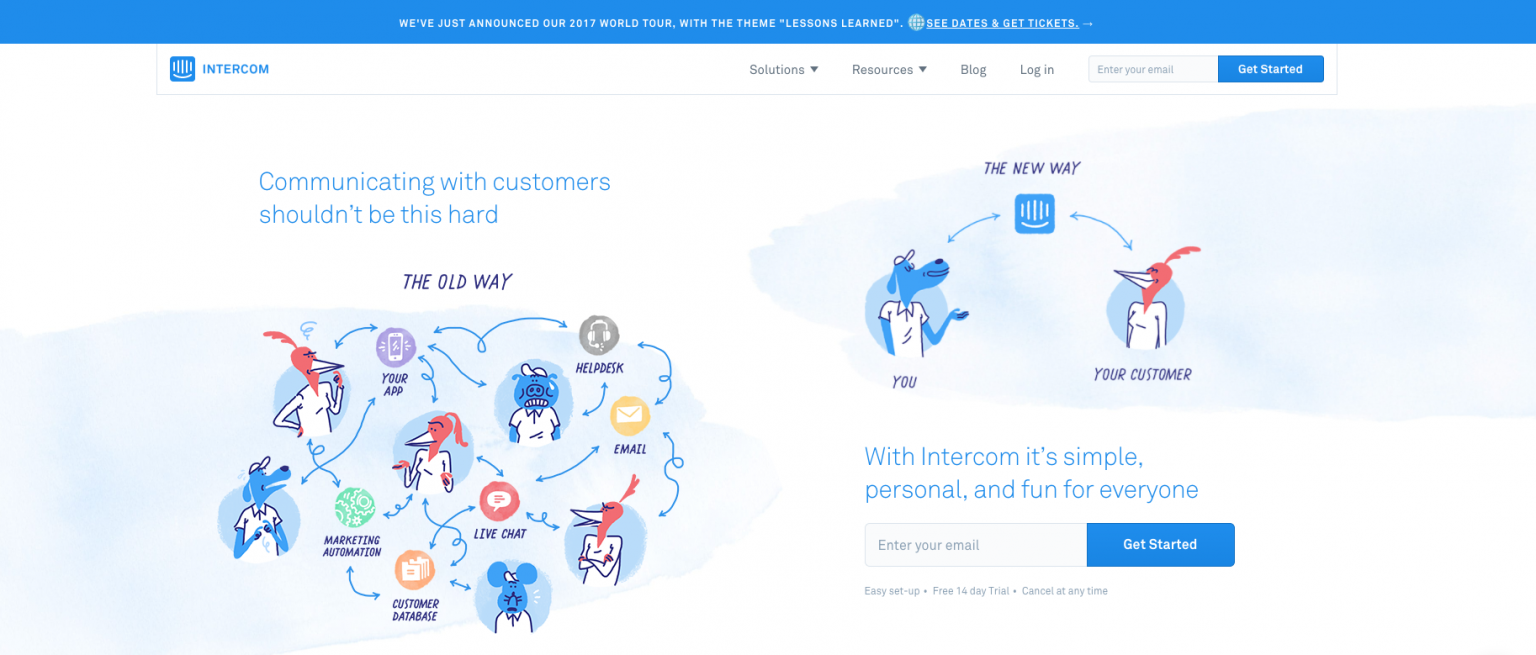 WE'VE JUST ANNOUNCED OUR 2017 WORLD TOUR, WITH THE THEME "LESSONS LEARNED". SEE DATES & GET TICKETS. →
INTERCOM
Solutions
Resources
Blog
Log in
Enter your email
Get Started
Communicating with customers
shouldn't be this hard
THE OLD WAY
YOUR
APP
HELPDESK
EMAIL
LIVE CHAT
MARKETING
AUTOMATION
CUSTOMER
DATABASE
THE NEW WAY
YOU
YOUR CUSTOMER
With Intercom it's simple,
personal, and fun for everyone
Enter your email
Get Started
Easy set-up • Free 14 day Trial • Cancel at any time